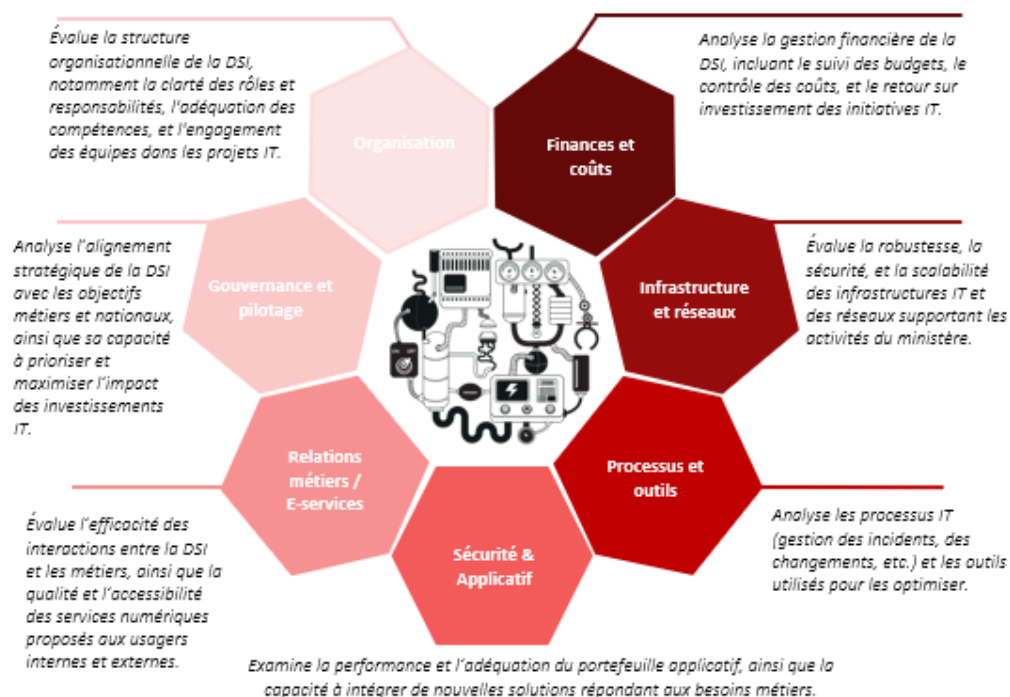 Évalue la structure
organisationnelle de la DSI,
notamment la clarté des rôles et
responsabilités, l'adéquation des
compétences, et l'engagement
des équipes dans les projets IT.
Organisation
Finances et
coûts
Analyse la gestion financière de la
DSI, incluant le suivi des budgets, le
contrôle des coûts, et le retour sur
investissement des initiatives IT.
Analyse l'alignement
stratégique de la DSI
avec les objectifs
métiers et nationaux,
ainsi que sa capacité
à prioriser et
maximiser l'impact
des investissements
IT.
Gouvernance et
pilotage
Infrastructure
et réseaux
Évalue la robustesse, la
sécurité, et la scalabilité
des infrastructures IT et
des réseaux supportant les
activités du ministère.
Relations
métiers /
E-services
Processus et
outils
Évalue l'efficacité des
interactions entre la DSI
et les métiers, ainsi que la
qualité et l'accessibilité
des services numériques
proposés aux usagers
internes et externes.
Sécurité &
Applicatif
Analyse les processus IT
(gestion des incidents, des
changements, etc.) et les outils
utilisés pour les optimiser.
Examine la performance et l'adéquation du portefeuille applicatif, ainsi que la
capacité à intégrer de nouvelles solutions répondant aux besoins métiers.